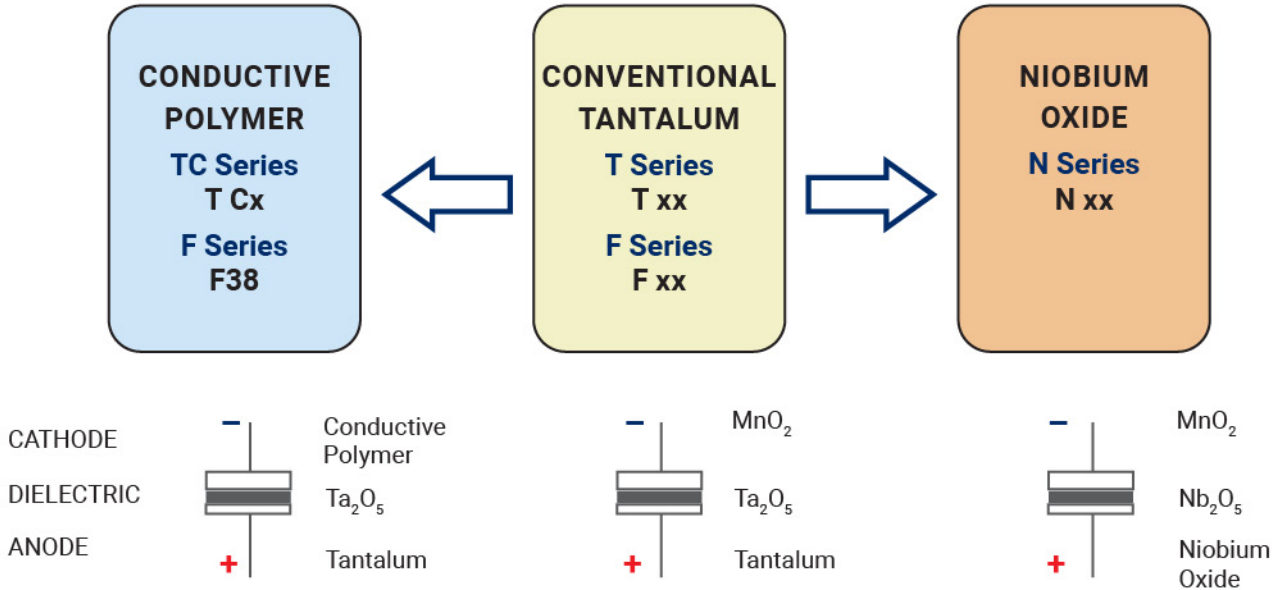 CONDUCTIVE
POLYMER
TC Series
T Cx
F Series
F38
CONVENTIONAL
TANTALUM
T Series
T xx
F Series
F xx
NIOBIUM
OXIDE
N Series
N xx
CATHODE
DIELECTRIC
ANODE
–
Conductive
Polymer
Ta₂O₅
+
Tantalum
–
MnO₂
Ta₂O₅
+
Tantalum
–
MnO₂
Nb₂O₅
+
Niobium
Oxide